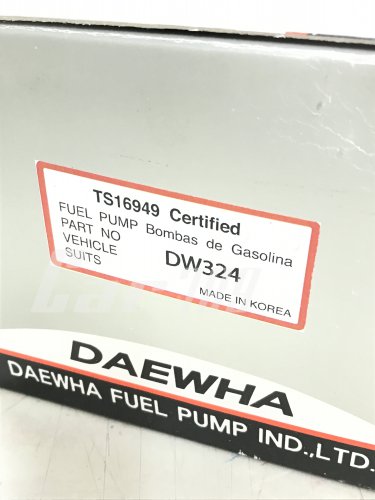 TS16949 Certified
FUEL PUMP Bombas de Gasolina
PART NO
VEHICLE DW324
SUITS
MADE IN KOREA
DAEWHA
DAEWHA FUEL PUMP IND.,LTD.